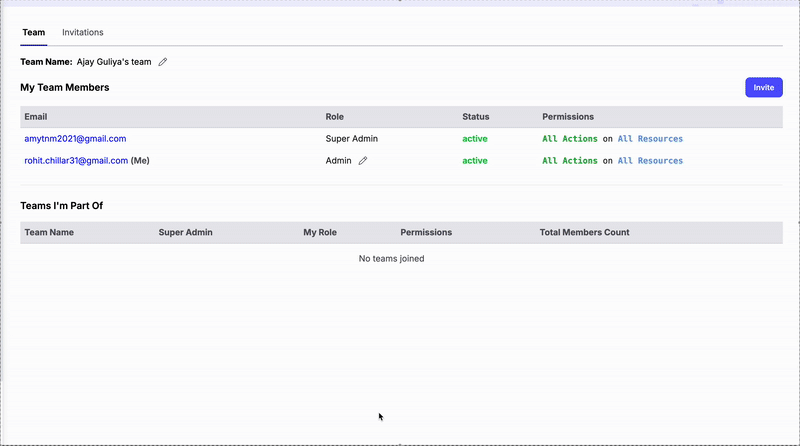 Team Invitations
Team Name: Ajay Guliya's team
My Team Members
Invite
Email Role Status Permissions
amytnm2021@gmail.com Super Admin active All Actions on All Resources
rohit.chillar31@gmail.com (Me) Admin active All Actions on All Resources
Teams I'm Part Of
Team Name Super Admin My Role Permissions Total Members Count
No teams joined